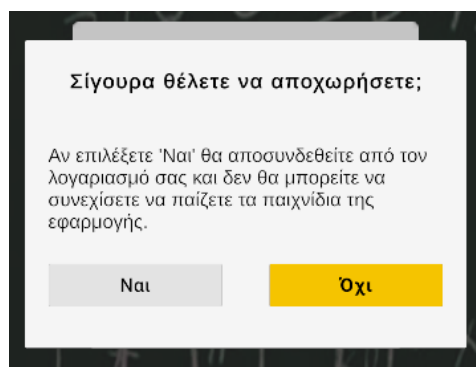 Σίγουρα θέλετε να αποχωρήσετε;
Αν επιλέξετε 'Ναι' θα αποσυνδεθείτε από τον
λογαριασμό σας και δεν θα μπορείτε να
συνεχίσετε να παίζετε τα παιχνίδια της
εφαρμογής.
Ναι
Όχι